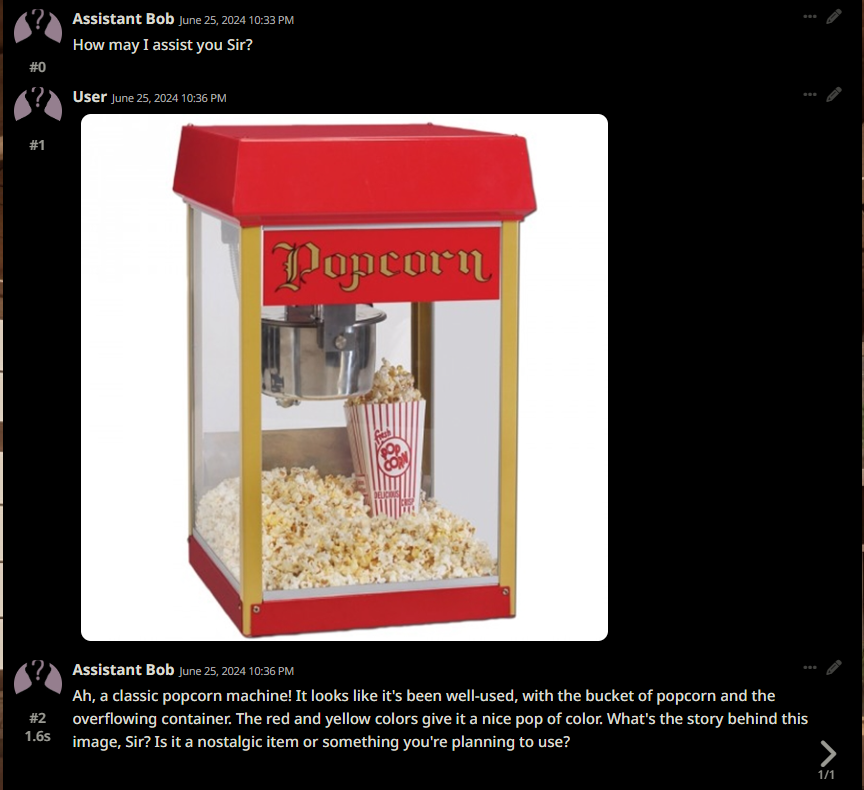 Assistant Bob June 25, 2024 10:33 PM
How may I assist you Sir?
#0
User June 25, 2024 10:36 PM
#1
Popcorn
Fresh
POP
CORN
DELICIOUS
CRISP
Assistant Bob June 25, 2024 10:36 PM
Ah, a classic popcorn machine! It looks like it's been well-used, with the bucket of popcorn and the
overflowing container. The red and yellow colors give it a nice pop of color. What's the story behind this
image, Sir? Is it a nostalgic item or something you're planning to use?
#2
1.6s
1/1